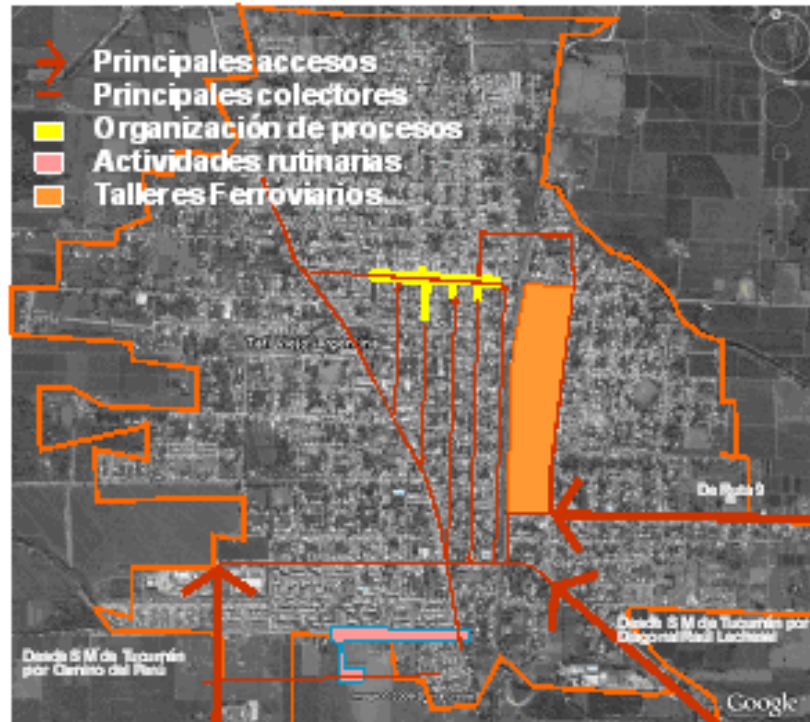 Principales accesos
Principales colectores
Organización de procesos
Actividades rutinarias
Talleres Ferroviarios
De Ruta 9
Desde S M de Tucumán por
Diagonal Raúl
Desde S M de Tucumán
por Camino del Perú
Google